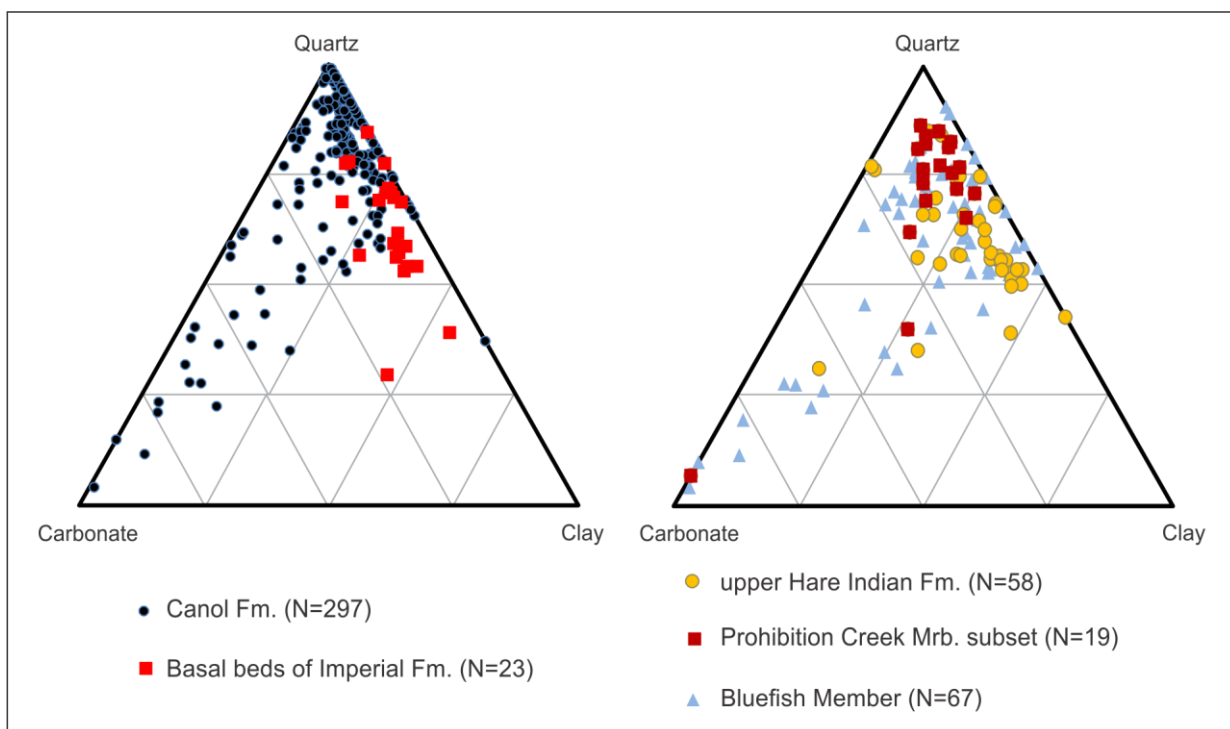 Quartz
Carbonate
Clay
Canol Fm. (N=297)
Basal beds of Imperial Fm. (N=23)
Quartz
Carbonate
Clay
upper Hare Indian Fm. (N=58)
Prohibition Creek Mrb. subset (N=19)
Bluefish Member (N=67)